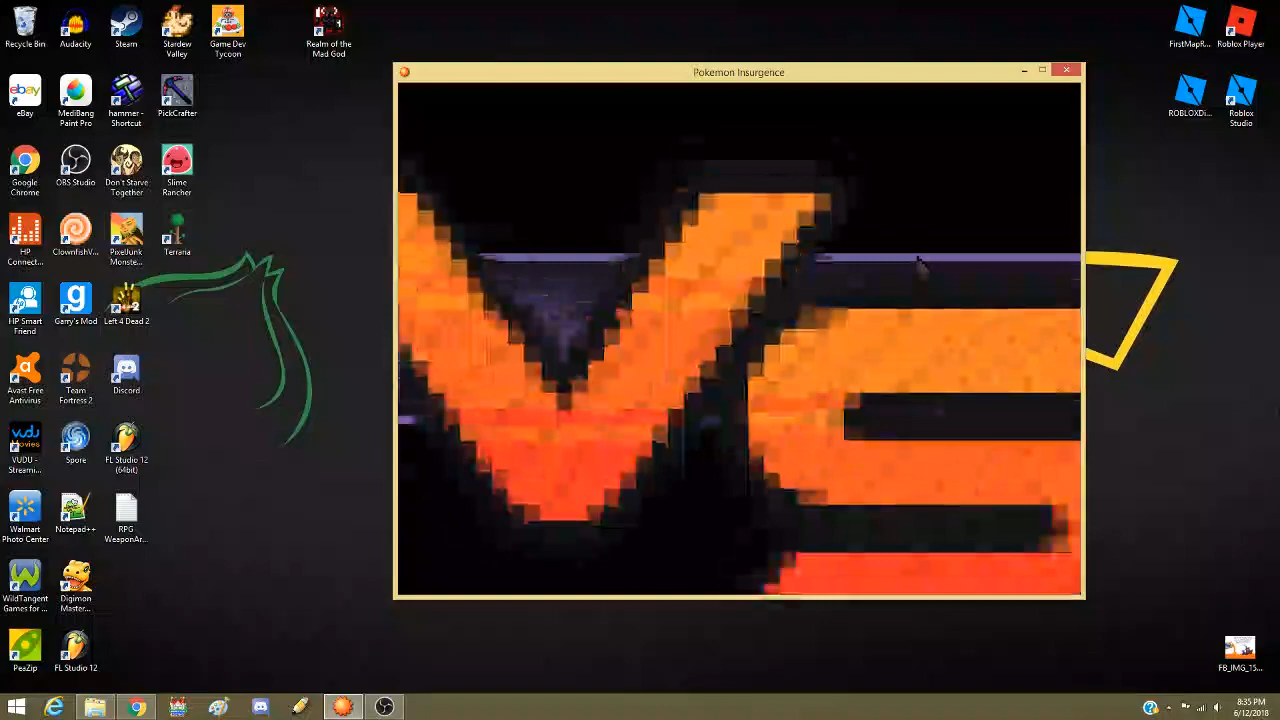 Pokemon Insurgence
Recycle Bin
Audacity
Steam
Stardew
Valley
Game Dev
Tycoon
Realm of the
Mad God
FirstMapR...
Roblox Player
eBay
MediBang
Paint Pro
hammer -
Shortcut
PickCrafter
ROBLOXDi...
Roblox
Studio
Google
Chrome
OBS Studio
Don't Starve
Together
Slime
Rancher
HP
Connect...
ClownfishV...
PixelJunk
Monste...
Terraria
HP Smart
Friend
Garry's Mod
Left 4 Dead 2
Avast Free
Antivirus
Team
Fortress 2
Discord
VUDU -
Streami...
Spore
FL Studio 12
(64bit)
Walmart
Photo Center
Notepad++
RPG
WeaponAr...
WildTangent
Games for ...
Digimon
Master...
PeaZip
FL Studio 12
FB_IMG_15...
8:35 PM
6/12/2018